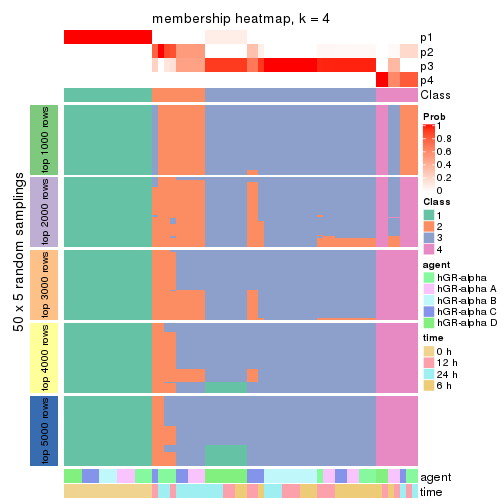 membership heatmap, k = 4
p1
p2
p3
p4
Class
50 x 5 random samplings
top 1000 rows
top 2000 rows
top 3000 rows
top 4000 rows
top 5000 rows
agent
time
Prob
1
0.8
0.6
0.4
0.2
0
Class
1
2
3
4
agent
hGR-alpha
hGR-alpha A
hGR-alpha B
hGR-alpha C
hGR-alpha D
time
0 h
12 h
24 h
6 h